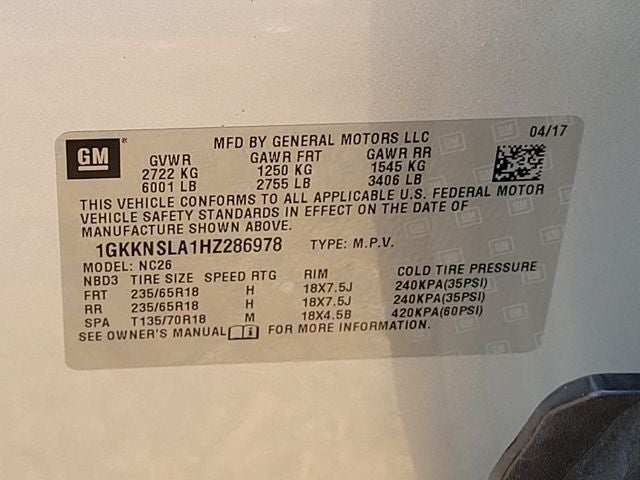 GM
MFD BY GENERAL MOTORS LLC 04/17
GVWR GAWR FRT GAWR RR
2722 KG 1250 KG 1545 KG
6001 LB 2755 LB 3406 LB
THIS VEHICLE CONFORMS TO ALL APPLICABLE U.S. FEDERAL MOTOR
VEHICLE SAFETY STANDARDS IN EFFECT ON THE DATE OF
MANUFACTURE SHOWN ABOVE.
1GKKNSLA1HZ286978 TYPE: M.P.V.
MODEL: NC26
NBD3 TIRE SIZE SPEED RTG RIM COLD TIRE PRESSURE
FRT 235/65R18 H 18X7.5J 240KPA(35PSI)
RR 235/65R18 H 18X7.5J 240KPA(35PSI)
SPA T135/70R18 M 18X4.5B 420KPA(60PSI)
SEE OWNER'S MANUAL FOR MORE INFORMATION.